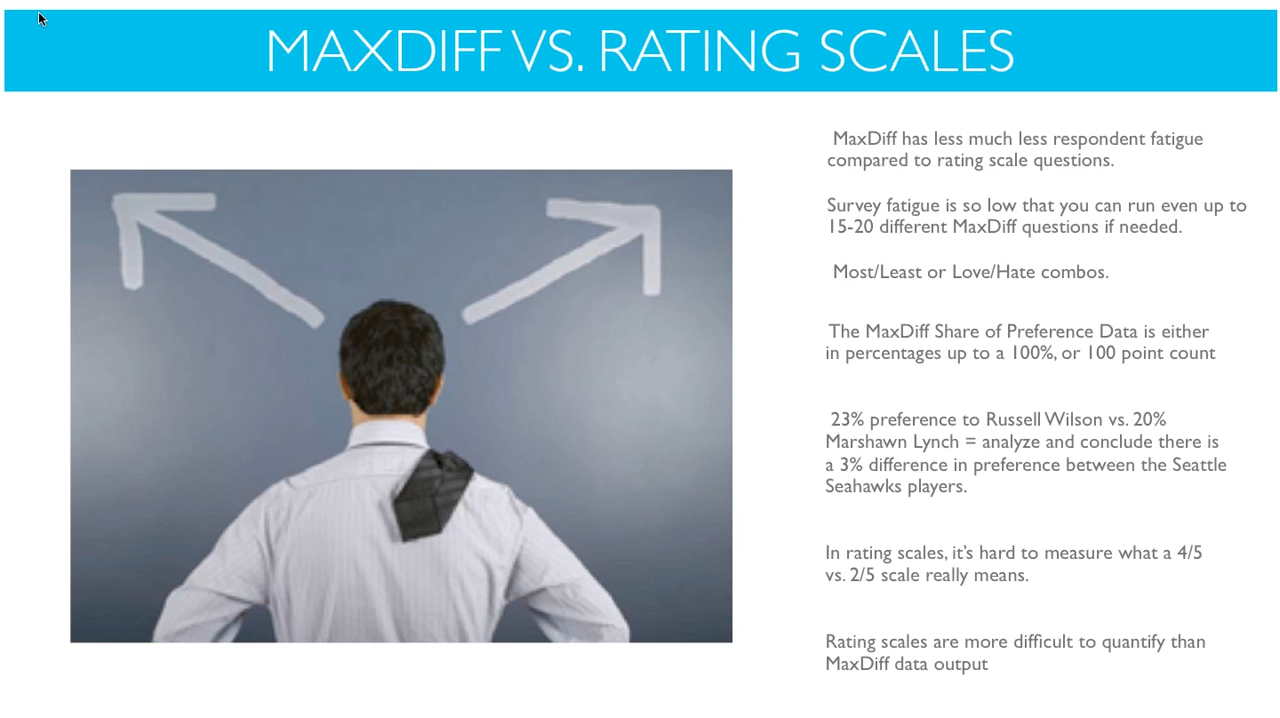 MAXDIFF VS. RATING SCALES
MaxDiff has less much less respondent fatigue
compared to rating scale questions.
Survey fatigue is so low that you can run even up to
15-20 different MaxDiff questions if needed.
Most/Least or Love/Hate combos.
The MaxDiff Share of Preference Data is either
in percentages up to a 100%, or 100 point count
23% preference to Russell Wilson vs. 20%
Marshawn Lynch = analyze and conclude there is
a 3% difference in preference between the Seattle
Seahawks players.
In rating scales, it's hard to measure what a 4/5
vs. 2/5 scale really means.
Rating scales are more difficult to quantify than
MaxDiff data output